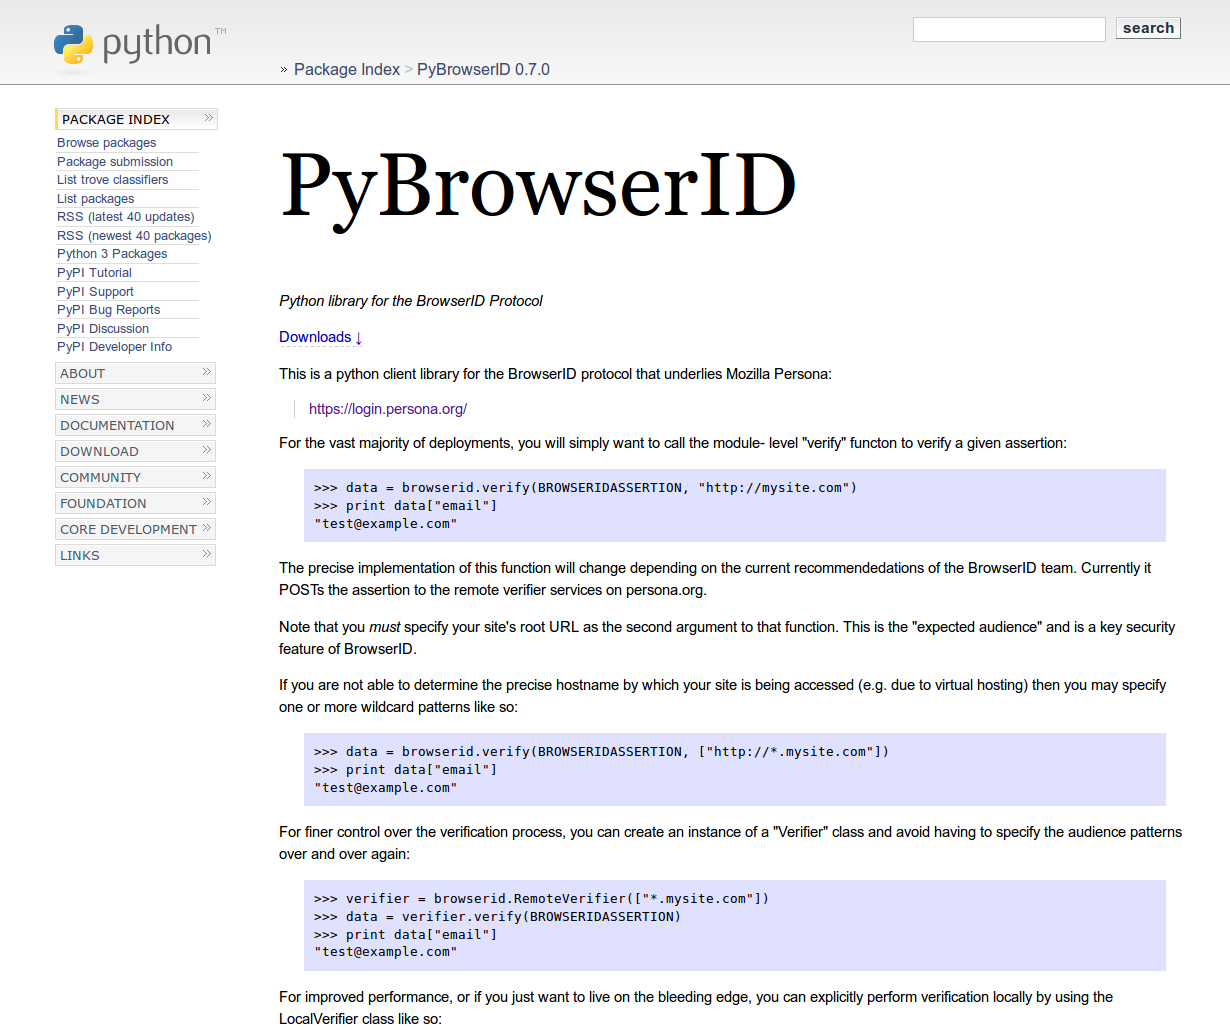 python™
search
» Package Index > PyBrowserID 0.7.0
PACKAGE INDEX »
Browse packages
Package submission
List trove classifiers
List packages
RSS (latest 40 updates)
RSS (newest 40 packages)
Python 3 Packages
PyPI Tutorial
PyPI Support
PyPI Bug Reports
PyPI Discussion
PyPI Developer Info
ABOUT »
NEWS »
DOCUMENTATION »
DOWNLOAD »
COMMUNITY »
FOUNDATION »
CORE DEVELOPMENT »
LINKS »
PyBrowserID
Python library for the BrowserID Protocol
Downloads ↓
This is a python client library for the BrowserID protocol that underlies Mozilla Persona:
https://login.persona.org/
For the vast majority of deployments, you will simply want to call the module- level "verify" functon to verify a given assertion:
>>> data = browserid.verify(BROWSERIDASSERTION, "http://mysite.com")
>>> print data["email"]
"test@example.com"
The precise implementation of this function will change depending on the current recommendedations of the BrowserID team. Currently it
POSTs the assertion to the remote verifier services on persona.org.
Note that you must specify your site's root URL as the second argument to that function. This is the "expected audience" and is a key security
feature of BrowserID.
If you are not able to determine the precise hostname by which your site is being accessed (e.g. due to virtual hosting) then you may specify
one or more wildcard patterns like so:
>>> data = browserid.verify(BROWSERIDASSERTION, ["http://*.mysite.com"])
>>> print data["email"]
"test@example.com"
For finer control over the verification process, you can create an instance of a "Verifier" class and avoid having to specify the audience patterns
over and over again:
>>> verifier = browserid.RemoteVerifier(["*.mysite.com"])
>>> data = verifier.verify(BROWSERIDASSERTION)
>>> print data["email"]
"test@example.com"
For improved performance, or if you just want to live on the bleeding edge, you can explicitly perform verification locally by using the
LocalVerifier class like so: